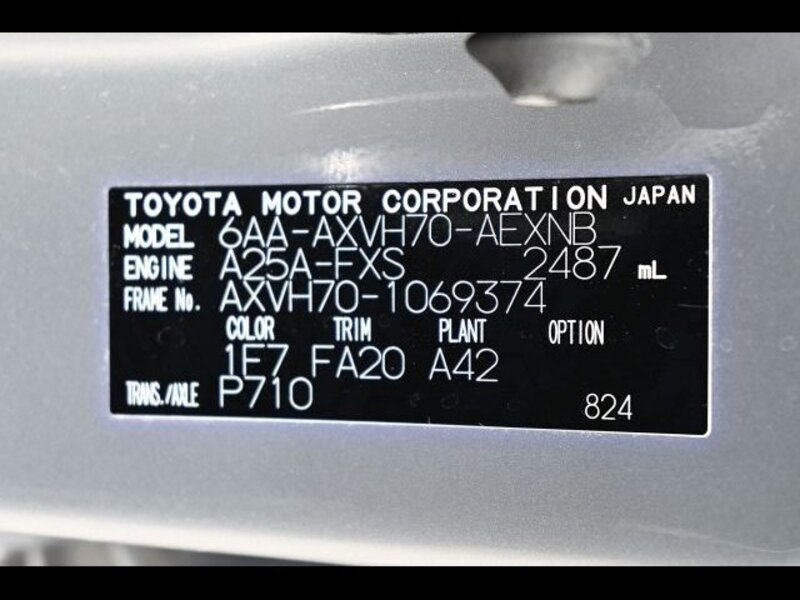 TOYOTA MOTOR CORPORATION JAPAN
MODEL 6AA-AXVH70-AEXNB
ENGINE A25A-FXS 2487 mL
FRAME No. AXVH70-1069374
COLOR TRIM PLANT OPTION
1F7 FA20 A42
TRANS./AXLE P710
824